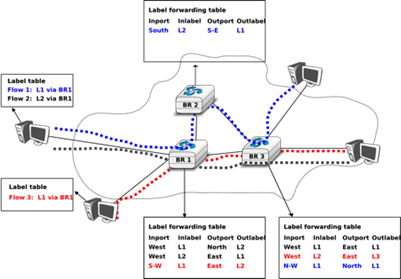 Label forwarding table
Inport Inlabel Outport Outlabel
South L2 S-E L1
Label table
Flow 1: L1 via BR1
Flow 2: L2 via BR1
BR 2
BR 1
BR 3
Label table
Flow 3: L1 via BR1
Label forwarding table
Inport Inlabel Outport Outlabel
West L1 North L2
West L2 East L1
S-W L1 East L2
Label forwarding table
Inport Inlabel Outport Outlabel
West L1 East L1
West L2 East L3
N-W L1 North L1